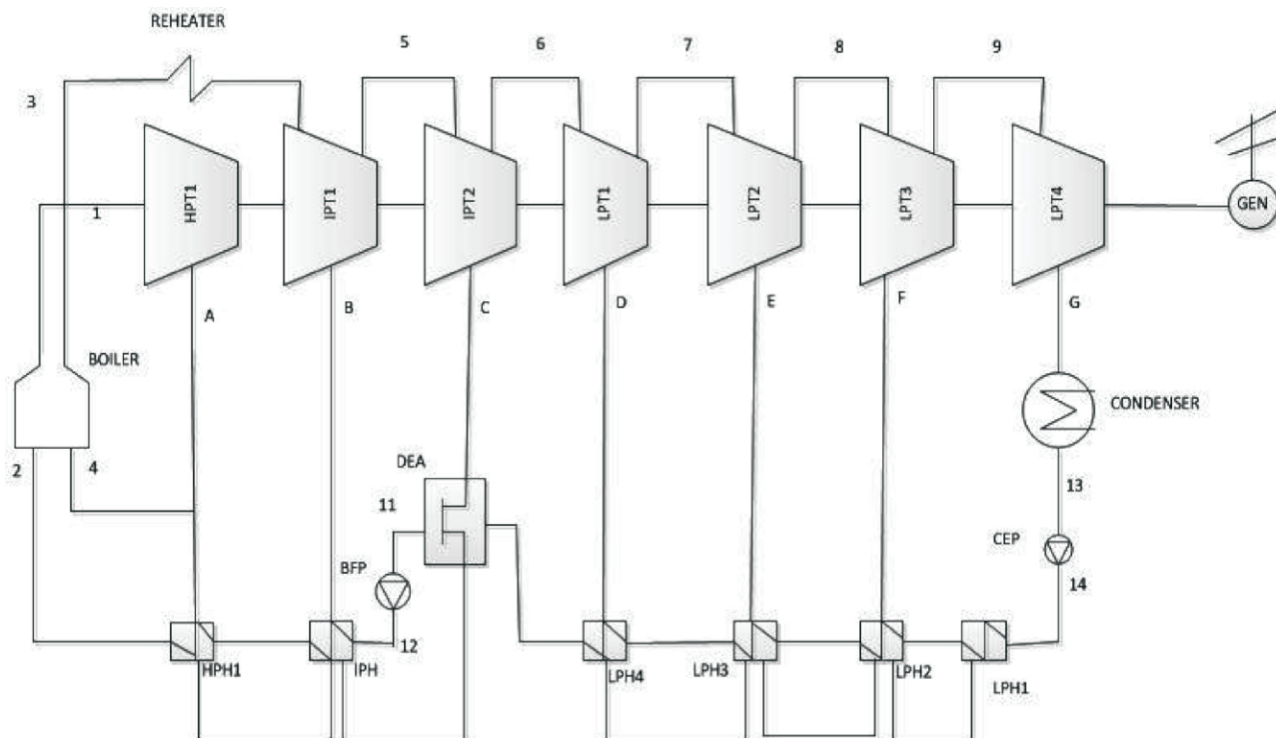 REHEATER
5
6
7
8
9
3
1
HPT1
IPT1
IPT2
LPT1
LPT2
LPT3
LPT4
GEN
A
B
C
D
E
F
G
BOILER
CONDENSER
2
4
DEA
11
13
BFP
CEP
14
12
HPH1
IPH
LPH4
LPH3
LPH2
LPH1